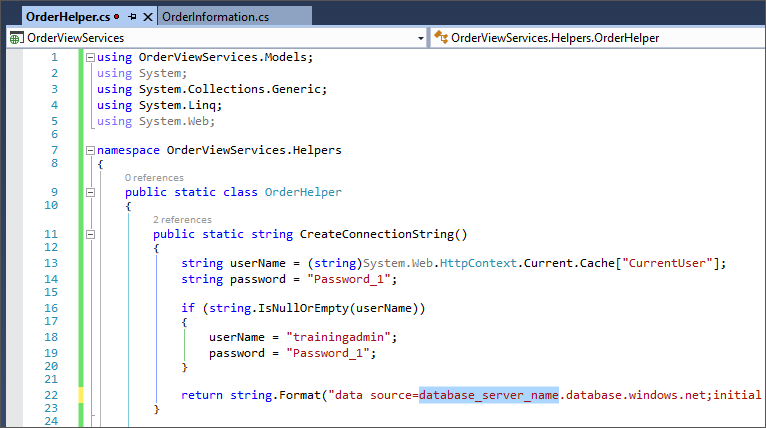 OrderHelper.cs OrderInformation.cs
OrderViewServices OrderViewServices.Helpers.OrderHelper
1 using OrderViewServices.Models;
2 using System;
3 using System.Collections.Generic;
4 using System.Linq;
5 using System.Web;
6
7 namespace OrderViewServices.Helpers
8 {
0 references
9 public static class OrderHelper
10 {
2 references
11 public static string CreateConnectionString()
12 {
13 string userName = (string)System.Web.HttpContext.Current.Cache["CurrentUser"];
14 string password = "Password_1";
15
16 if (string.IsNullOrEmpty(userName))
17 {
18 userName = "trainingadmin";
19 password = "Password_1";
20 }
21
22 return string.Format("data source=database_server_name.database.windows.net;initial
23 }
24